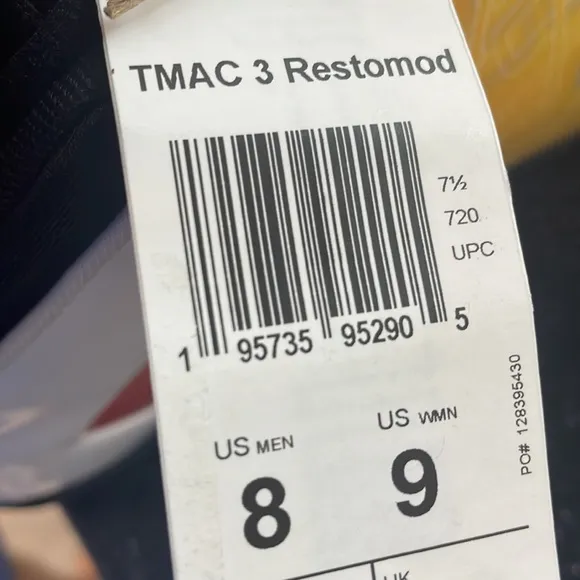 TMAC 3 Restomod
7½
720
UPC
1 95735 95290 5
PO# 128395430
US MEN
8
US WMN
9
UK